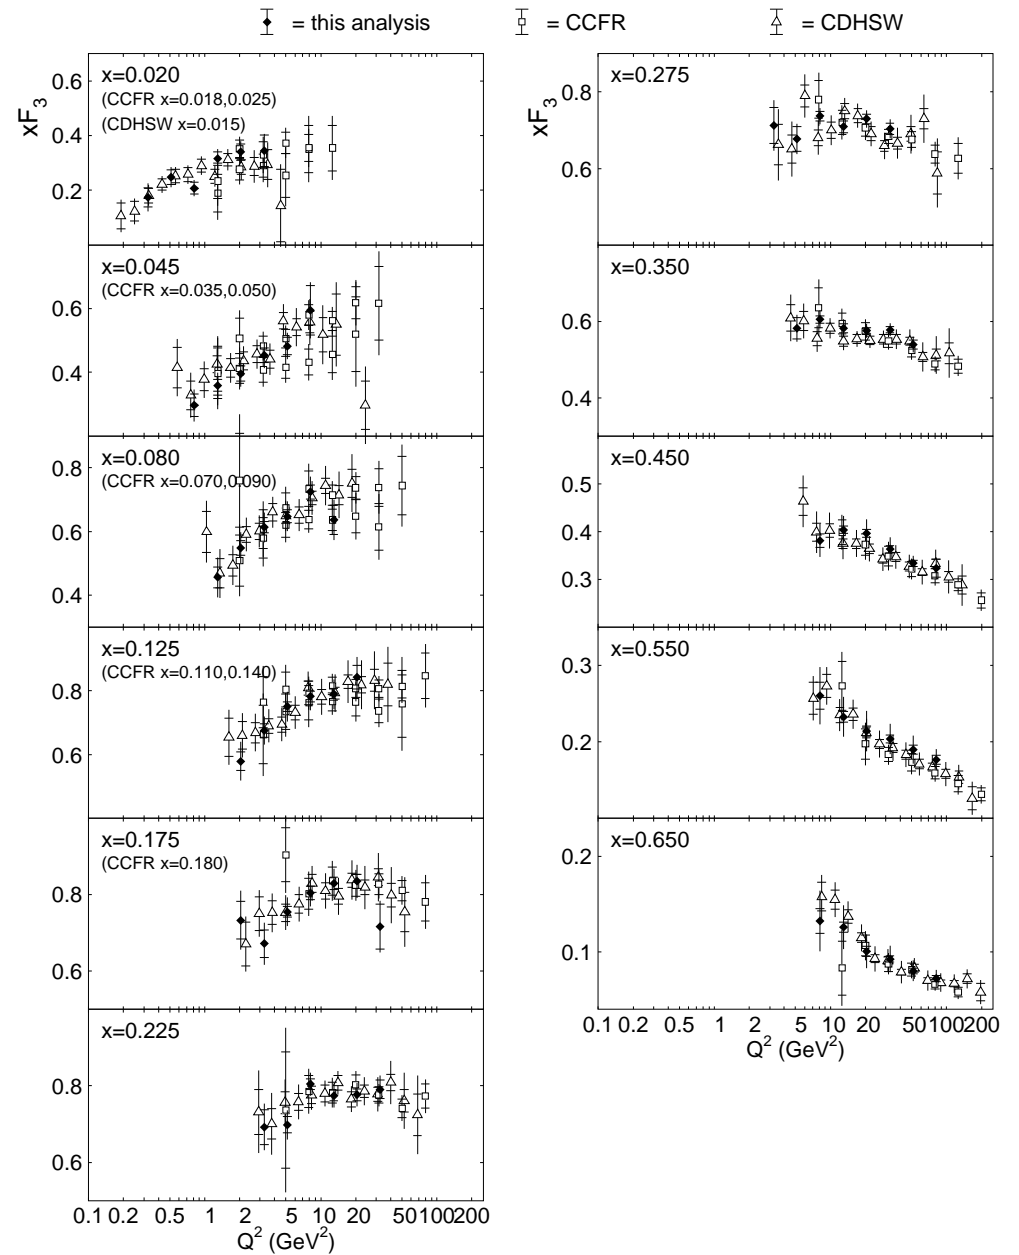 = this analysis = CCFR = CDHSW
xF3
x=0.020
(CCFR x=0.018,0.025)
(CDHSW x=0.015)
0.6
0.4
0.2
x=0.045
(CCFR x=0.035,0.050)
0.6
0.4
x=0.080
(CCFR x=0.070,0.090)
0.8
0.6
0.4
x=0.125
(CCFR x=0.110,0.140)
0.8
0.6
x=0.175
(CCFR x=0.180)
0.8
0.6
x=0.225
0.8
0.6
0.1 0.2 0.5 1 2 5 10 20 50 100 200
Q² (GeV²)
xF3
x=0.275
0.8
0.6
x=0.350
0.6
0.4
x=0.450
0.5
0.4
0.3
x=0.550
0.3
0.2
x=0.650
0.2
0.1
0.1 0.2 0.5 1 2 5 10 20 50 100 200
Q² (GeV²)